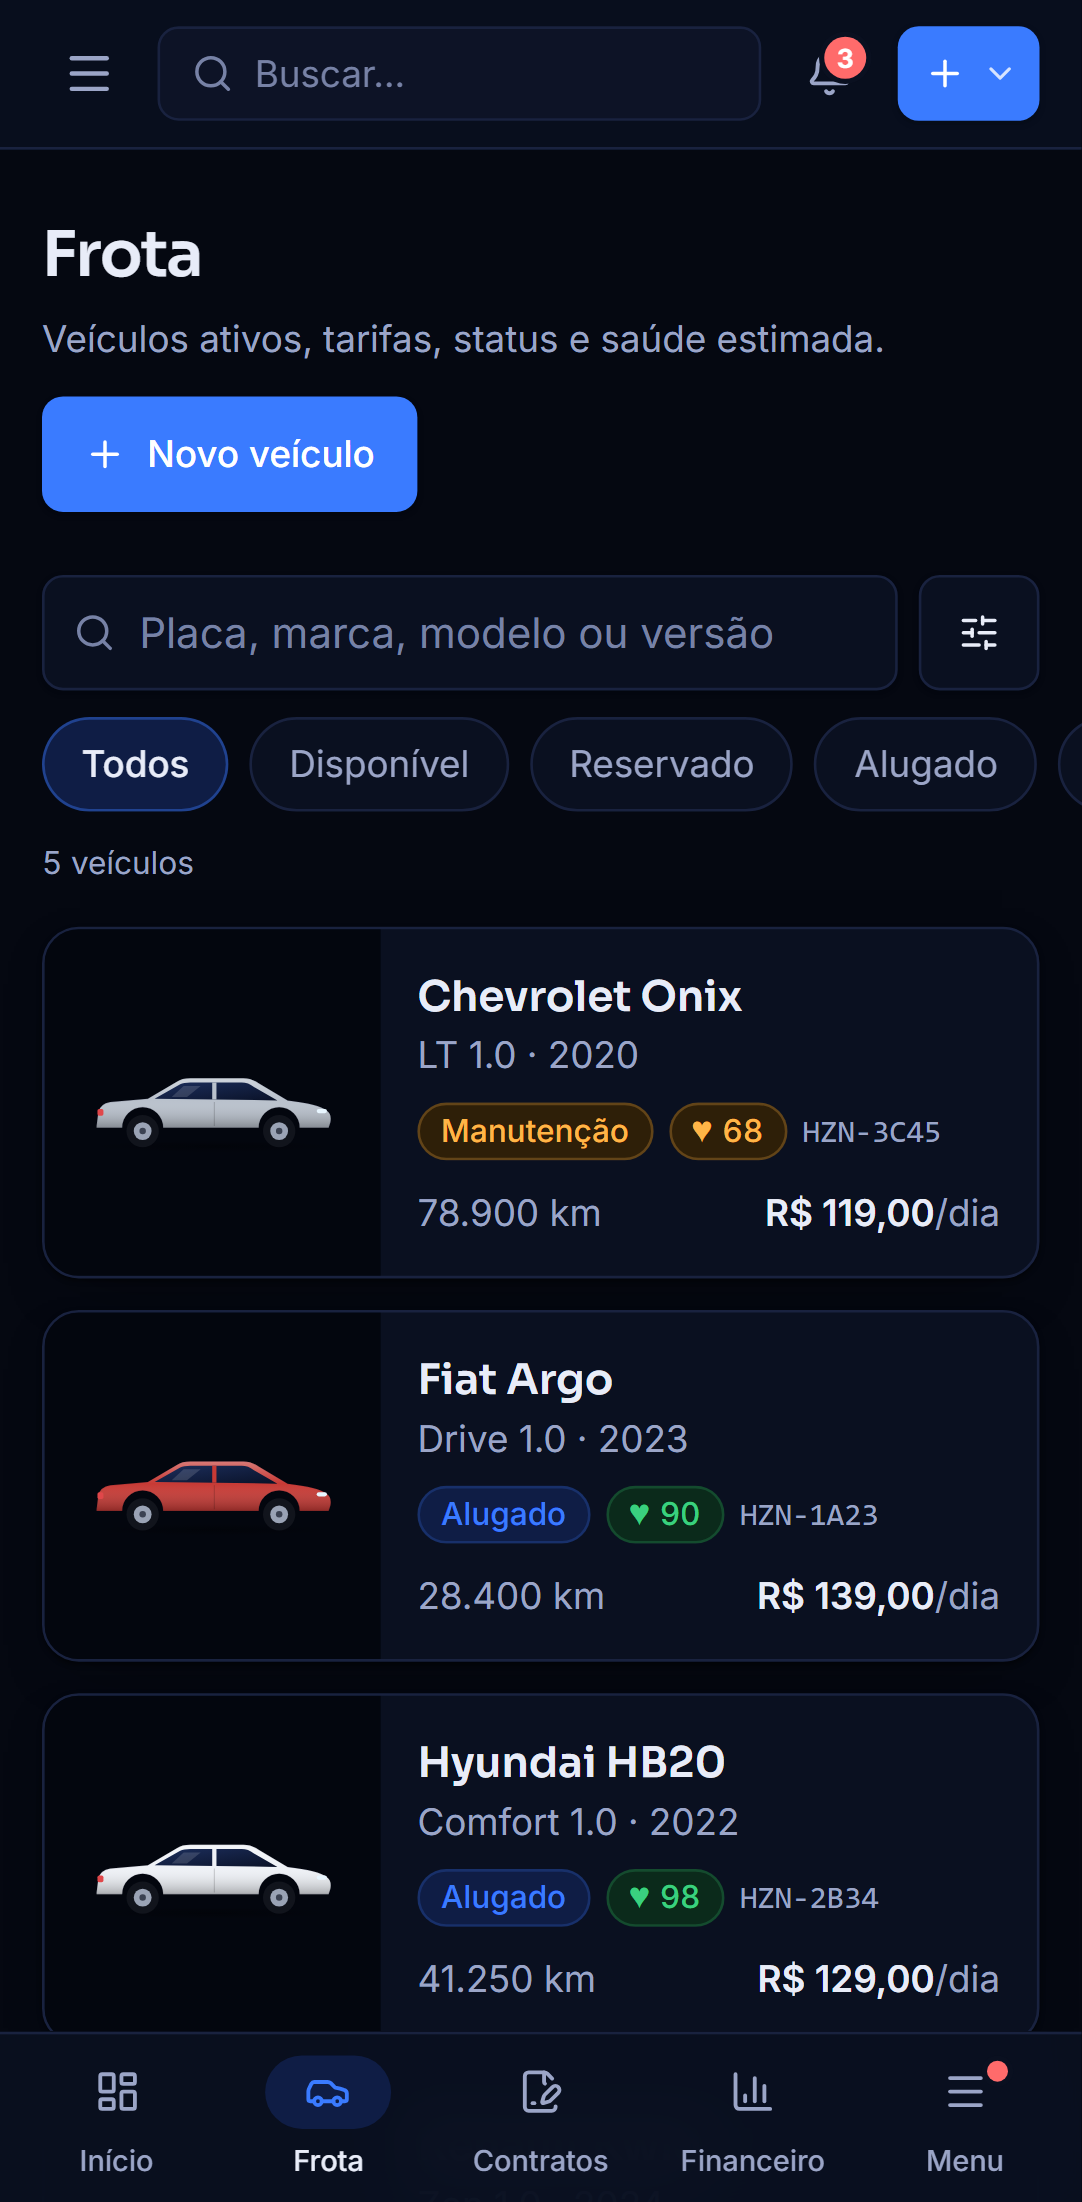 Buscar...
3
Frota
Veículos ativos, tarifas, status e saúde estimada.
Novo veículo
Placa, marca, modelo ou versão
Todos
Disponível
Reservado
Alugado
5 veículos
Chevrolet Onix
LT 1.0 · 2020
Manutenção ♥ 68 HZN-3C45
78.900 km R$ 119,00/dia
Fiat Argo
Drive 1.0 · 2023
Alugado ♥ 90 HZN-1A23
28.400 km R$ 139,00/dia
Hyundai HB20
Comfort 1.0 · 2022
Alugado ♥ 98 HZN-2B34
41.250 km R$ 129,00/dia
Início
Frota
Contratos
Financeiro
Menu